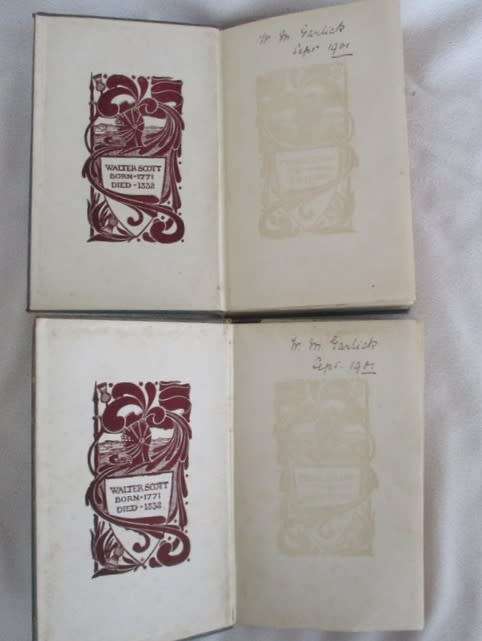 W. M. Garlick
Sept 1901
WALTER SCOTT
BORN - 1771
DIED - 1832
W. M. Garlick
Sept 1901
WALTER SCOTT
BORN - 1771
DIED - 1832